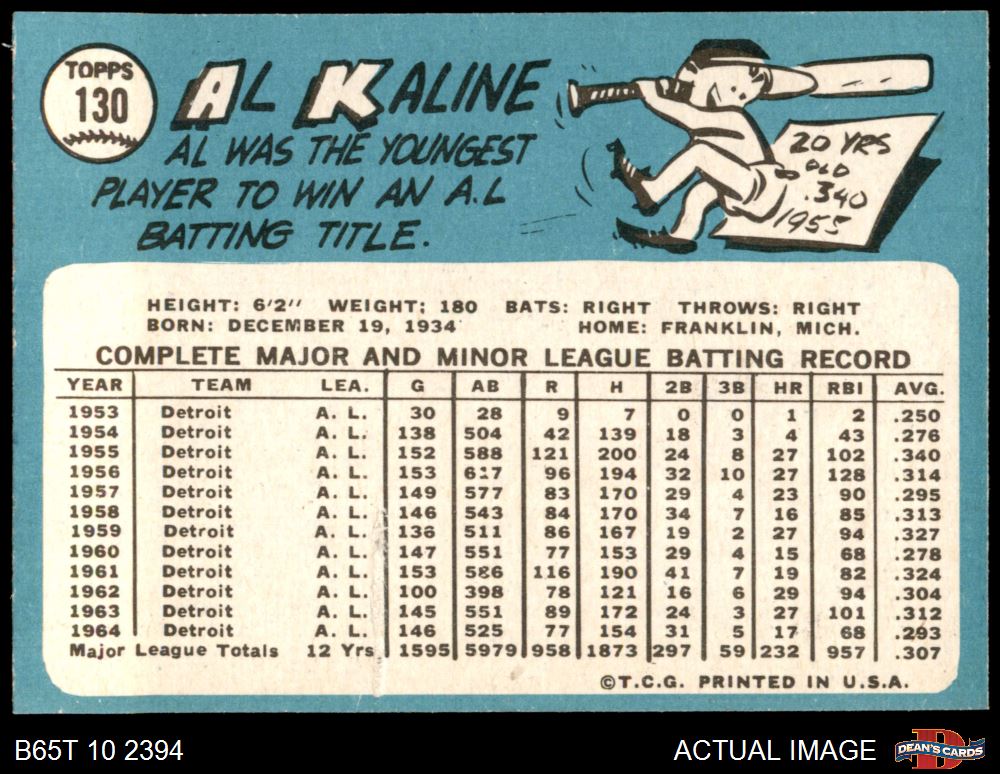 TOPPS
130
AL KALINE
AL WAS THE YOUNGEST
PLAYER TO WIN AN A.L
BATTING TITLE.
20 YRS
OLD
.340
1955
HEIGHT: 6'2" WEIGHT; 180 BATS: RIGHT THROWS: RIGHT
BORN: DECEMBER 19, 1934 HOME: FRANKLIN, MICH.
COMPLETE MAJOR AND MINOR LEAGUE BATTING RECORD
YEAR TEAM LEA. G AB R H 2B 3B HR RBI AVG.
1953 Detroit A. L. 30 28 9 7 0 0 1 2 .250
1954 Detroit A. L. 138 504 42 139 18 3 4 43 .276
1955 Detroit A. L. 152 588 121 200 24 8 27 102 .340
1956 Detroit A. L. 153 617 96 194 32 10 27 128 .314
1957 Detroit A. L. 149 577 83 170 29 4 23 90 .295
1958 Detroit A. L. 146 543 84 170 34 7 16 85 .313
1959 Detroit A. L. 136 511 86 167 19 2 27 94 .327
1960 Detroit A. L. 147 551 77 153 29 4 15 68 .278
1961 Detroit A. L. 153 586 116 190 41 7 19 82 .324
1962 Detroit A. L. 100 398 78 121 16 6 29 94 .304
1963 Detroit A. L. 145 551 89 172 24 3 27 101 .312
1964 Detroit A. L. 146 525 77 154 31 5 17 68 .293
Major League Totals 12 Yrs 1595 5979 958 1873 297 59 232 957 .307
©T.C.G. PRINTED IN U.S.A.
B65T 10 2394 ACTUAL IMAGE DEAN'S CARDS